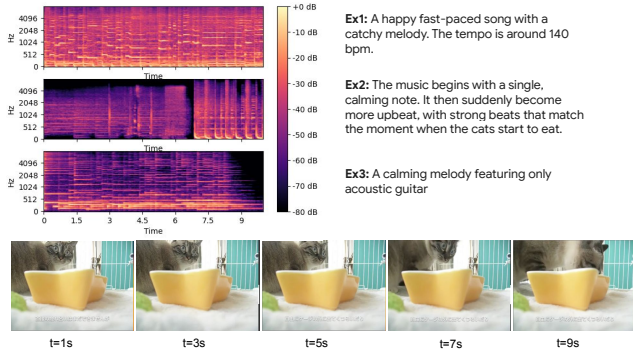 +0 dB
4096
2048
1024
512
0
Hz
Time
-10 dB
-20 dB
-30 dB
-40 dB
-50 dB
-60 dB
-70 dB
-80 dB
4096
2048
1024
512
0
Hz
Time
4096
2048
1024
512
0
Hz
0 1.5 3 4.5 6 7.5 9
Time
Ex1: A happy fast-paced song with a
catchy melody. The tempo is around 140
bpm.
Ex2: The music begins with a single,
calming note. It then suddenly become
more upbeat, with strong beats that match
the moment when the cats start to eat.
Ex3: A calming melody featuring only
acoustic guitar
t=1s t=3s t=5s t=7s t=9s